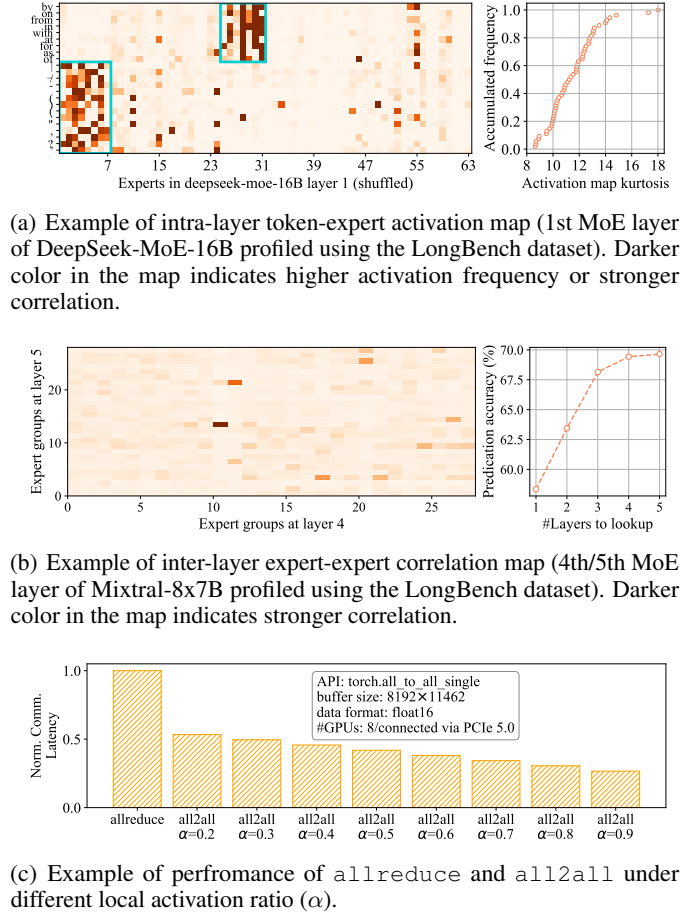 by
on
from
in
with
at
for
as
of
7
15
23
31
39
47
55
63
Experts in deepseek-moe-16B layer 1 (shuffled)
1.0
0.8
0.6
0.4
0.2
0.0
Accumulated frequency
8
10
12
14
16
18
Activation map kurtosis
(a) Example of intra-layer token-expert activation map (1st MoE layer
of DeepSeek-MoE-16B profiled using the LongBench dataset). Darker
color in the map indicates higher activation frequency or stronger
correlation.
Expert groups at layer 5
20
10
0
0
5
10
15
20
25
Expert groups at layer 4
Predication accuracy (%)
70.0
67.5
65.0
62.5
60.0
1
2
3
4
5
#Layers to lookup
(b) Example of inter-layer expert-expert correlation map (4th/5th MoE
layer of Mixtral-8x7B profiled using the LongBench dataset). Darker
color in the map indicates stronger correlation.
Norm. Comm.
Latency
1.0
0.5
0.0
API: torch.all_to_all_single
buffer size: 8192×11462
data format: float16
#GPUs: 8/connected via PCIe 5.0
allreduce
all2all
α=0.2
all2all
α=0.3
all2all
α=0.4
all2all
α=0.5
all2all
α=0.6
all2all
α=0.7
all2all
α=0.8
all2all
α=0.9
(c) Example of perfromance of allreduce and all2all under
different local activation ratio (α).